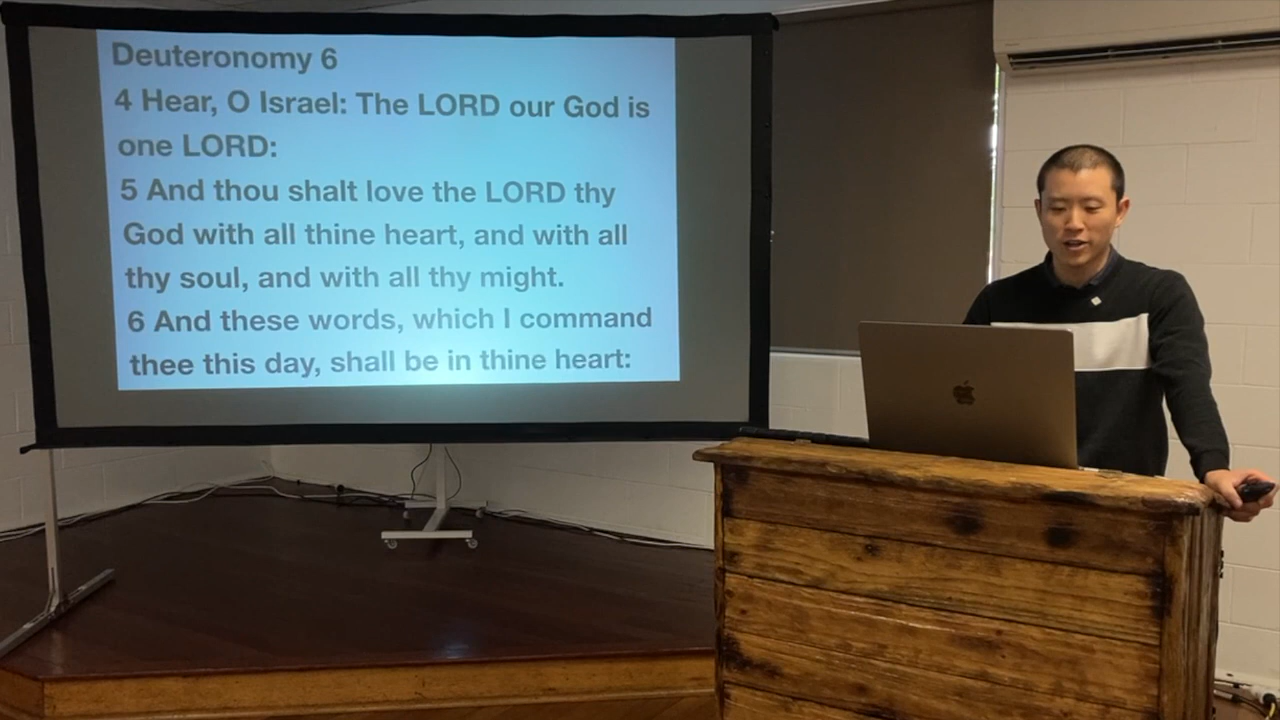 Deuteronomy 6
4 Hear, O Israel: The LORD our God is
one LORD:
5 And thou shalt love the LORD thy
God with all thine heart, and with all
thy soul, and with all thy might.
6 And these words, which I command
thee this day, shall be in thine heart: